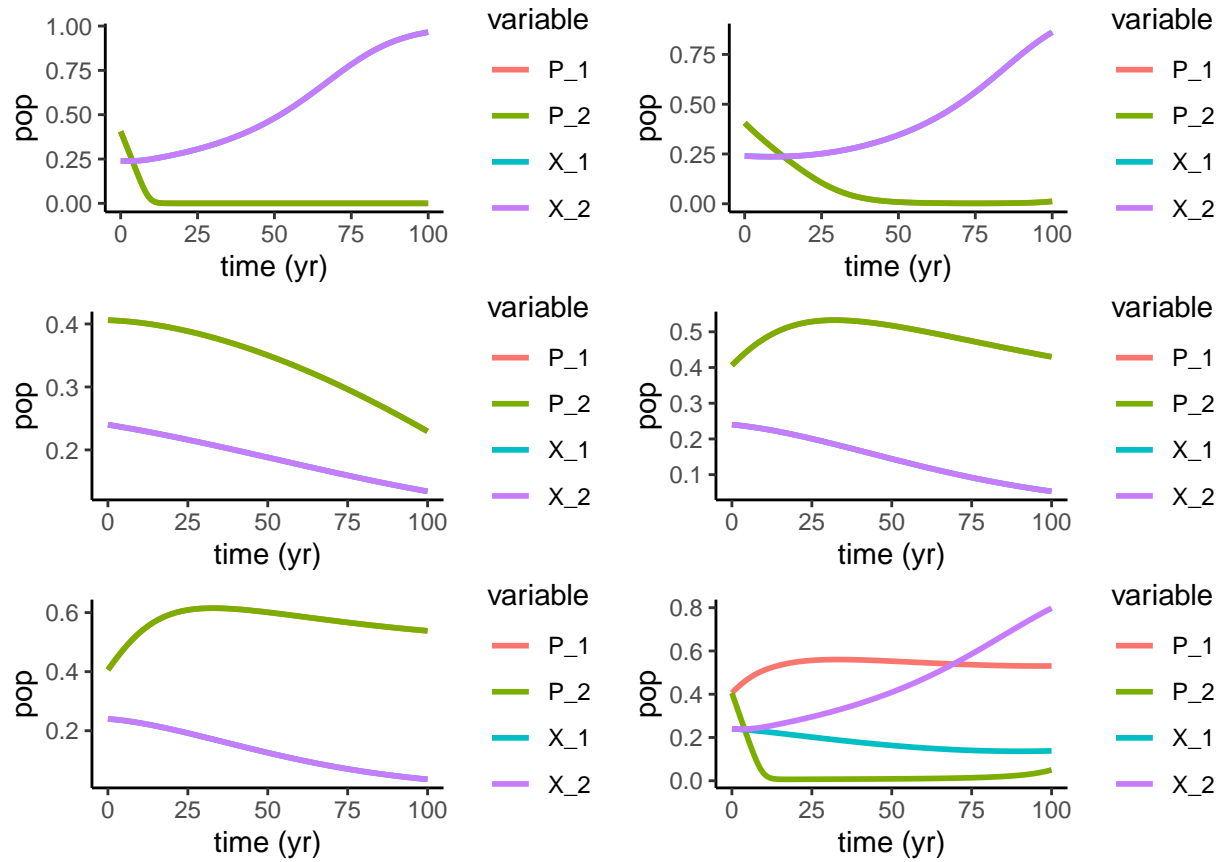 variable
1.00
0.75
0.50
0.25
0.00
pop
P_1
P_2
X_1
X_2
0 25 50 75 100
time (yr)
variable
0.75
0.50
0.25
0.00
pop
P_1
P_2
X_1
X_2
0 25 50 75 100
time (yr)
variable
0.4
0.3
0.2
pop
P_1
P_2
X_1
X_2
0 25 50 75 100
time (yr)
variable
0.5
0.4
0.3
0.2
0.1
pop
P_1
P_2
X_1
X_2
0 25 50 75 100
time (yr)
variable
0.6
0.4
0.2
pop
P_1
P_2
X_1
X_2
0 25 50 75 100
time (yr)
variable
0.8
0.6
0.4
0.2
0.0
pop
P_1
P_2
X_1
X_2
0 25 50 75 100
time (yr)